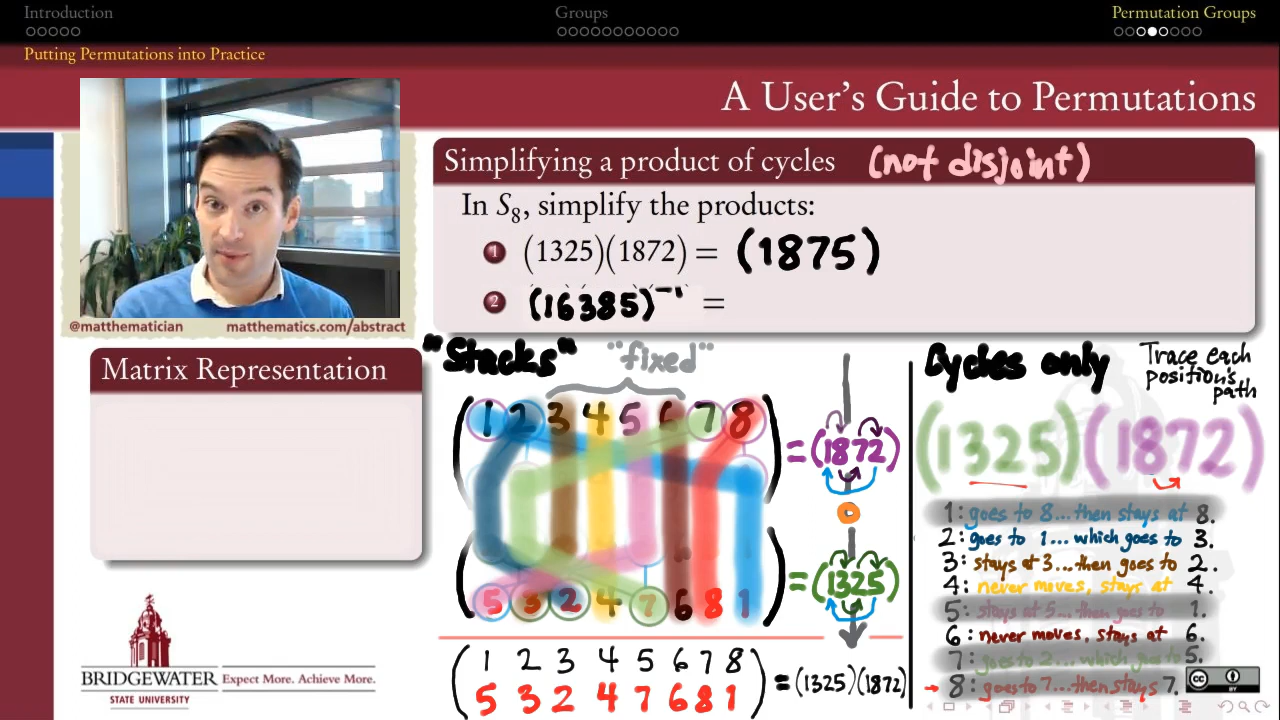 Introduction
Groups
Permutation Groups
Putting Permutations into Practice
A User's Guide to Permutations
@matthematician matthematics.com/abstract
Simplifying a product of cycles (not disjoint)
In S₈, simplify the products:
1 (1325)(1872) = (1875)
2 (16385)⁻¹ =
Matrix Representation
"Stacks" "fixed"
1 2 3 4 5 6 7 8
=(1872)
=(1325)
5 3 2 4 7 6 8 1
(1 2 3 4 5 6 7 8
5 3 2 4 7 6 8 1) =(1325)(1872)
Cycles only
Trace each
position's
path
(1325)(1872)
1: goes to 8...then stays at 8.
2: goes to 1...which goes to 3.
3: stays at 3...then goes to 2.
4: never moves, stays at 4.
5: stays at 5...then goes to 1.
6: never moves, stays at 6.
7: goes to 2...which goes to 5.
→ 8: goes to 7...then stays 7.
BRIDGEWATER
STATE UNIVERSITY
Expect More. Achieve More.
cc BY